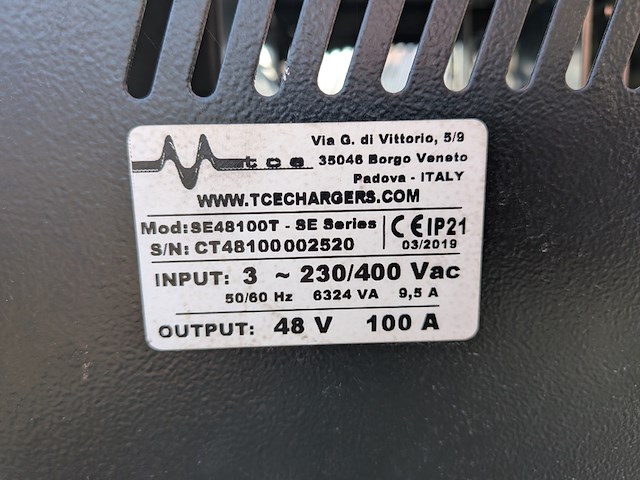 tce
Via G. di Vittorio, 5/9
35046 Borgo Veneto
Padova - ITALY
WWW.TCECHARGERS.COM
Mod:SE48100T - SE Series
S/N: CT48100002520
CE IP21
03/2019
INPUT: 3 ~ 230/400 Vac
50/60 Hz 6324 VA 9,5 A
OUTPUT: 48 V 100 A